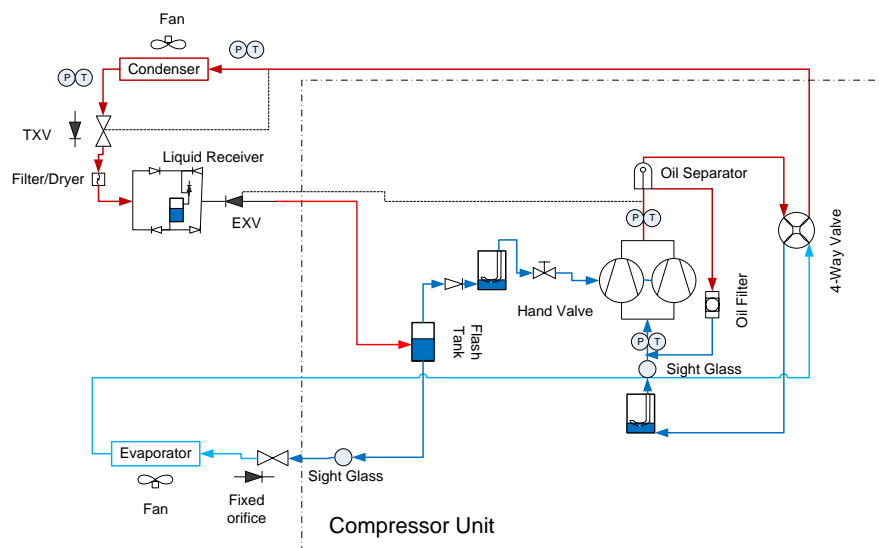 Fan
P T
Condenser
P T
TXV
Filter/Dryer
Liquid Receiver
EXV
Oil Separator
P T
4-Way Valve
Hand Valve
Oil Filter
Flash
Tank
P T
Sight Glass
Evaporator
Fan
Fixed
orifice
Sight Glass
Compressor Unit